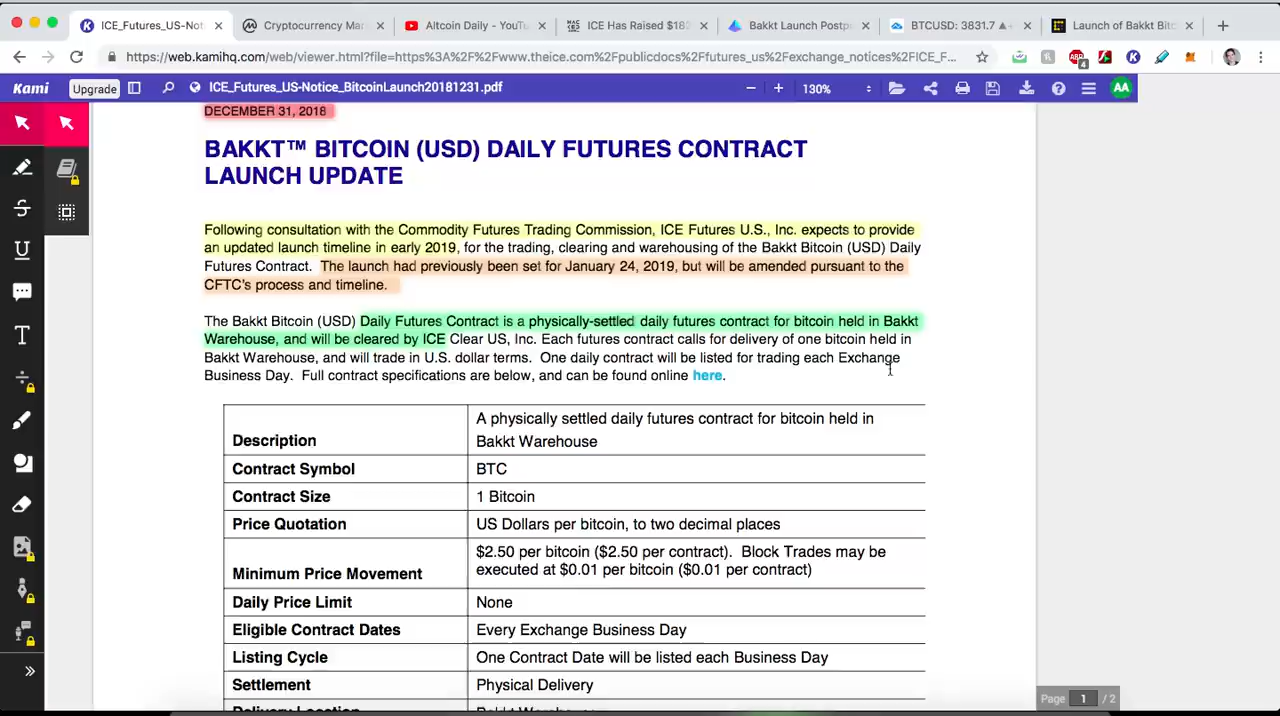 ICE_Futures_US-Not
Cryptocurrency Ma
Altcoin Daily - YouT
ICE Has Raised $182
Bakkt Launch Postp
BTCUSD: 3831.7
Launch of Bakkt Bitc
https://web.kamihq.com/web/viewer.html?file=https%3A%2F%2Fwww.theice.com%2Fpublicdocs%2Ffutures_us%2Fexchange_notices%2FICE_F...
Kami
Upgrade
ICE_Futures_US-Notice_BitcoinLaunch20181231.pdf
130%
AA
DECEMBER 31, 2018
BAKKT™ BITCOIN (USD) DAILY FUTURES CONTRACT
LAUNCH UPDATE
Following consultation with the Commodity Futures Trading Commission, ICE Futures U.S., Inc. expects to provide
an updated launch timeline in early 2019, for the trading, clearing and warehousing of the Bakkt Bitcoin (USD) Daily
Futures Contract. The launch had previously been set for January 24, 2019, but will be amended pursuant to the
CFTC's process and timeline.
The Bakkt Bitcoin (USD) Daily Futures Contract is a physically-settled daily futures contract for bitcoin held in Bakkt
Warehouse, and will be cleared by ICE Clear US, Inc. Each futures contract calls for delivery of one bitcoin held in
Bakkt Warehouse, and will trade in U.S. dollar terms. One daily contract will be listed for trading each Exchange
Business Day. Full contract specifications are below, and can be found online here.
A physically settled daily futures contract for bitcoin held in
Description
Bakkt Warehouse
Contract Symbol BTC
Contract Size 1 Bitcoin
Price Quotation US Dollars per bitcoin, to two decimal places
$2.50 per bitcoin ($2.50 per contract). Block Trades may be
Minimum Price Movement executed at $0.01 per bitcoin ($0.01 per contract)
Daily Price Limit None
Eligible Contract Dates Every Exchange Business Day
Listing Cycle One Contract Date will be listed each Business Day
Settlement Physical Delivery
Page 1 / 2